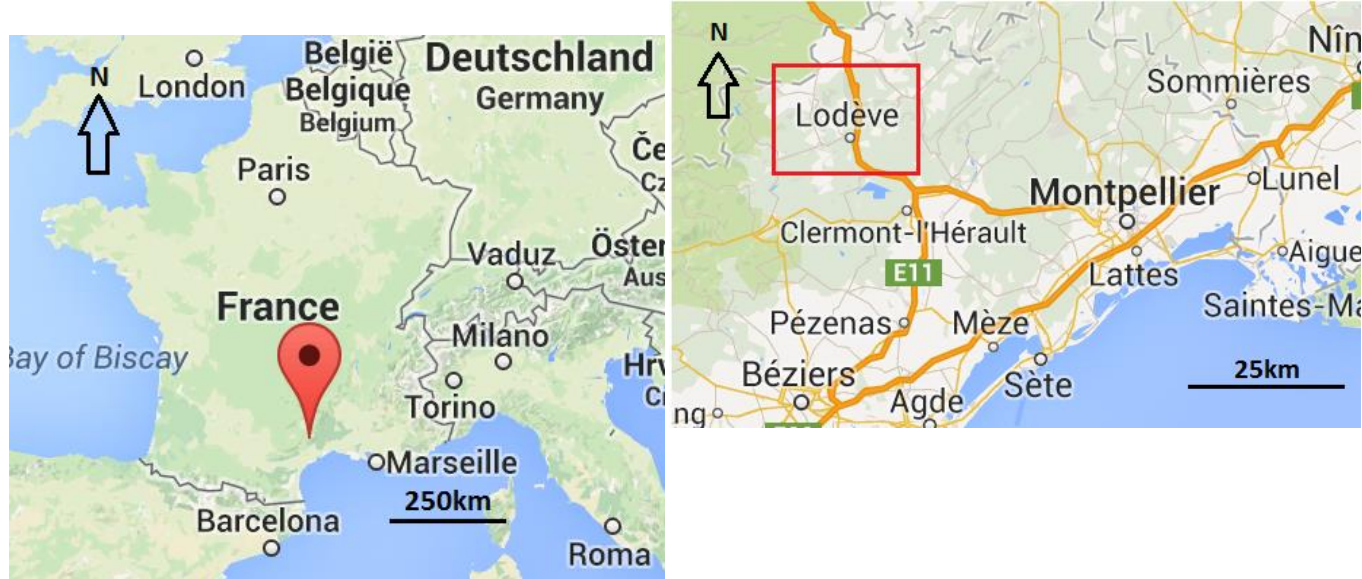 N
London
België
Belgique
Belgium
Deutschland
Germany
Paris
Vaduz
Milano
France
Bay of Biscay
Torino
Marseille
250km
Barcelona
Roma
N
Sommières
Lodève
Montpellier
Lunel
Clermont-l'Hérault
E11
Lattes
Pézenas
Mèze
Béziers
Sète
25km
Agde